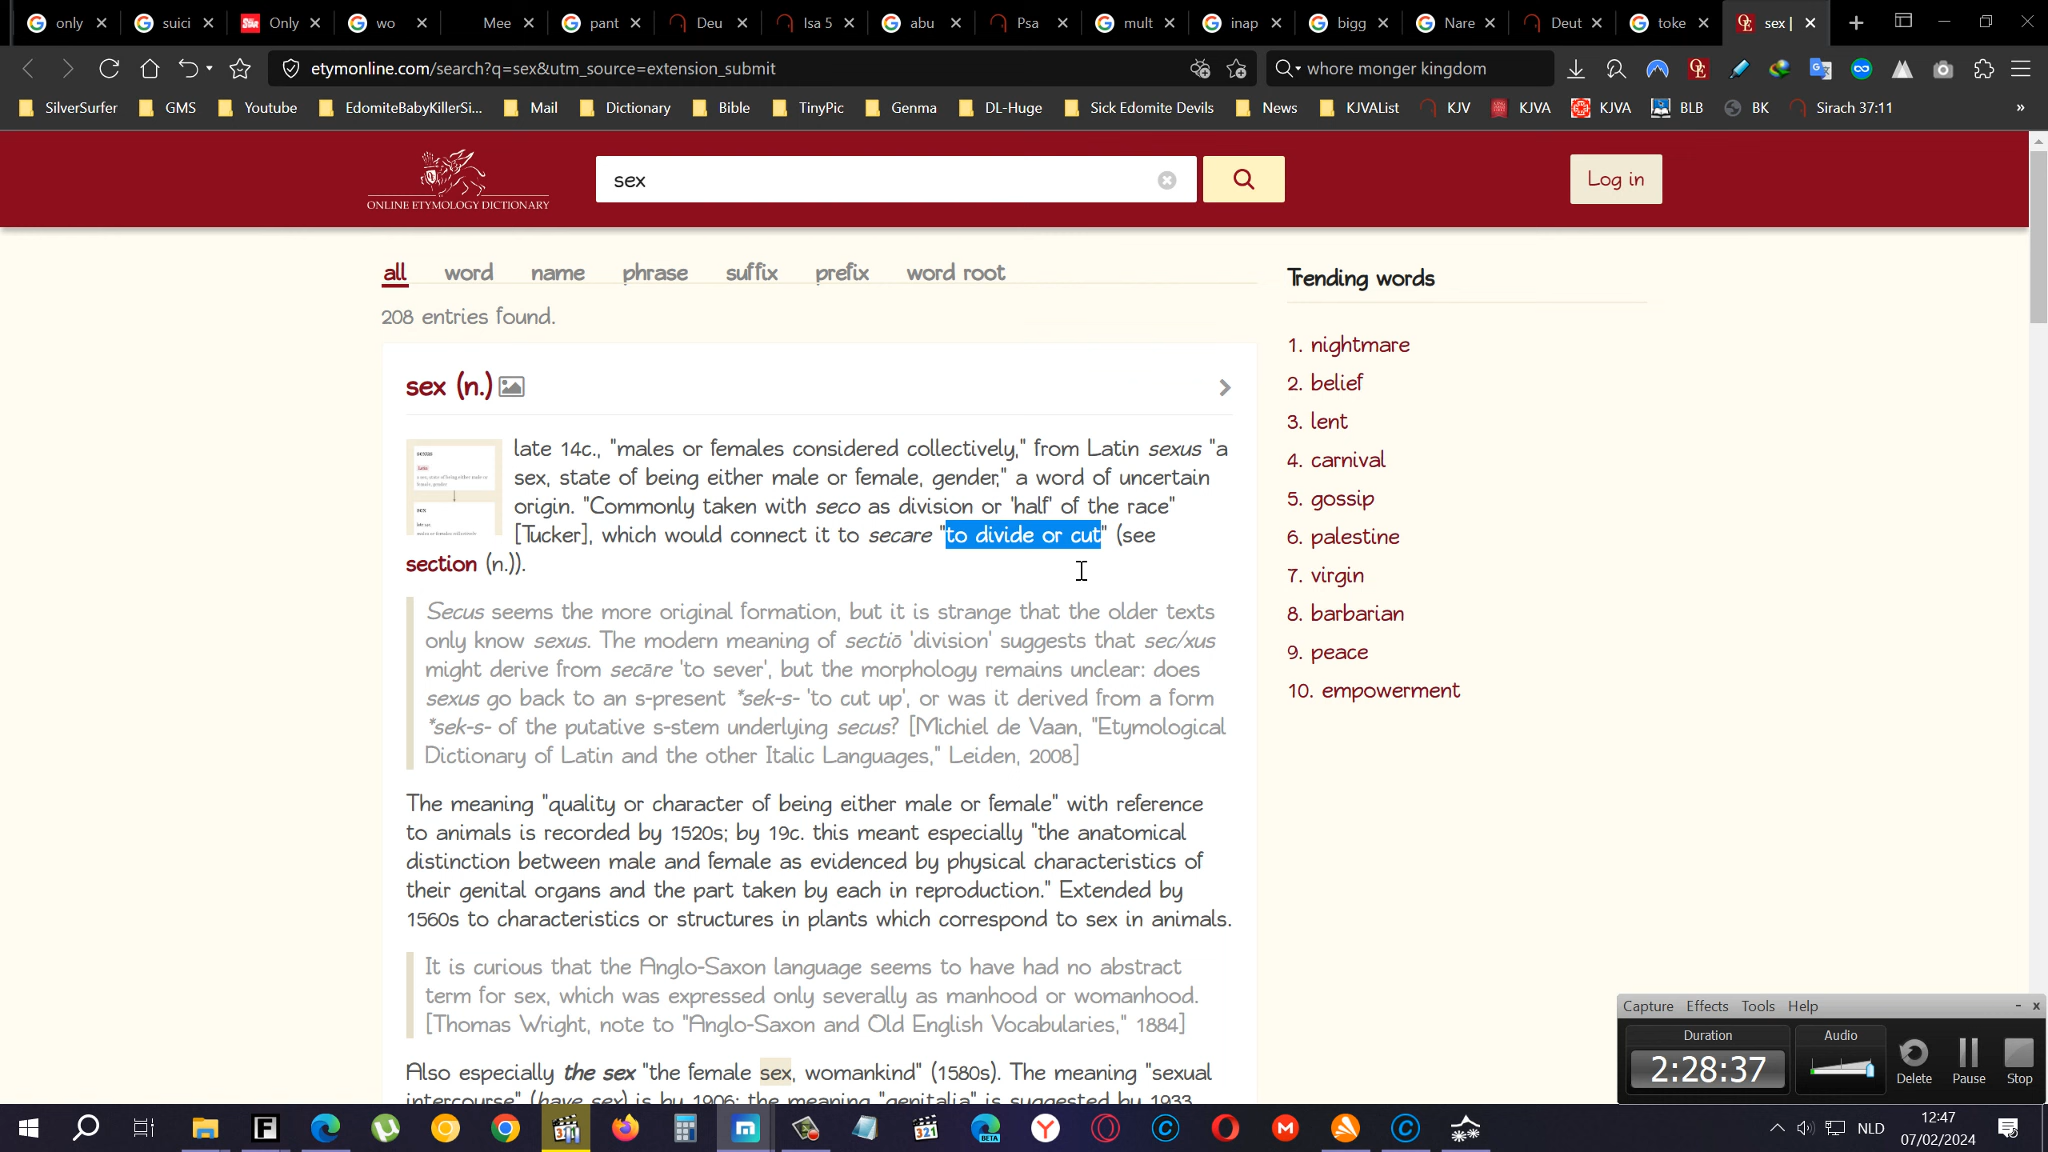 only
suici
Only
wo
Mee
pant
Deu
Isa 5
abu
Psa
mult
inap
bigg
Nare
Deut
toke
sex |
etymonline.com/search?q=sex&utm_source=extension_submit
whore monger kingdom
SilverSurfer
GMS
Youtube
EdomiteBabyKillerSi...
Mail
Dictionary
Bible
TinyPic
Genma
DL-Huge
Sick Edomite Devils
News
KJVAList
KJV
KJVA
KJVA
BLB
BK
Sirach 37:11
ONLINE ETYMOLOGY DICTIONARY
sex
Log in
all word name phrase suffix prefix word root
208 entries found.
sex (n.)
late 14c., "males or females considered collectively," from Latin sexus "a
sex, state of being either male or female, gender," a word of uncertain
origin. "Commonly taken with seco as division or 'half' of the race"
[Tucker], which would connect it to secare "to divide or cut" (see
section (n.)).
Secus seems the more original formation, but it is strange that the older texts
only know sexus. The modern meaning of sectiō 'division' suggests that sec/xus
might derive from secāre 'to sever', but the morphology remains unclear: does
sexus go back to an s-present *sek-s- 'to cut up', or was it derived from a form
*sek-s- of the putative s-stem underlying secus? [Michiel de Vaan, "Etymological
Dictionary of Latin and the other Italic Languages," Leiden, 2008]
The meaning "quality or character of being either male or female" with reference
to animals is recorded by 1520s; by 19c. this meant especially "the anatomical
distinction between male and female as evidenced by physical characteristics of
their genital organs and the part taken by each in reproduction." Extended by
1560s to characteristics or structures in plants which correspond to sex in animals.
It is curious that the Anglo-Saxon language seems to have had no abstract
term for sex, which was expressed only severally as manhood or womanhood.
[Thomas Wright, note to "Anglo-Saxon and Old English Vocabularies," 1884]
Also especially the sex "the female sex, womankind" (1580s). The meaning "sexual
intercourse" (have sex) is by 1906; the meaning "genitalia" is suggested by 1933
Trending words
1. nightmare
2. belief
3. lent
4. carnival
5. gossip
6. palestine
7. virgin
8. barbarian
9. peace
10. empowerment
Capture Effects Tools Help
Duration
Audio
2:28:37
Delete
Pause
Stop
NLD
12:47
07/02/2024